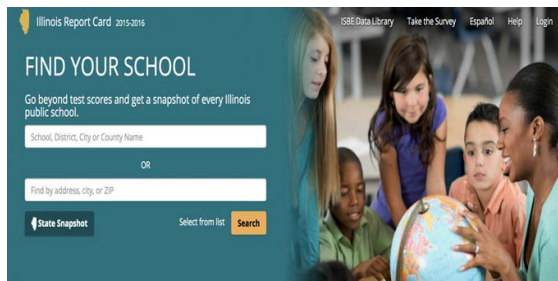 Illinois Report Card 2015-2016
ISBE Data Library Take the Survey Español Help Login
FIND YOUR SCHOOL
Go beyond test scores and get a snapshot of every Illinois
public school.
School, District, City or County Name
OR
Find by address, city, or ZIP
State Snapshot
Select from list
Search